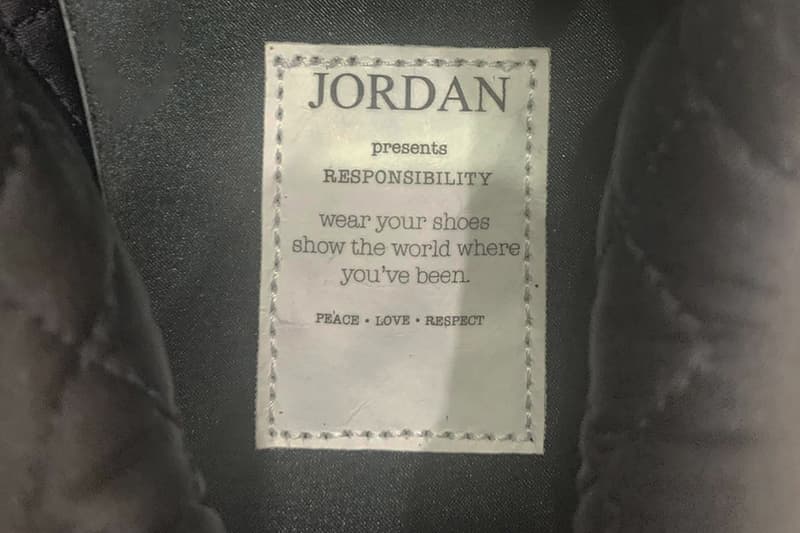 JORDAN
presents
RESPONSIBILITY
wear your shoes
show the world where
you've been.
PEACE • LOVE • RESPECT